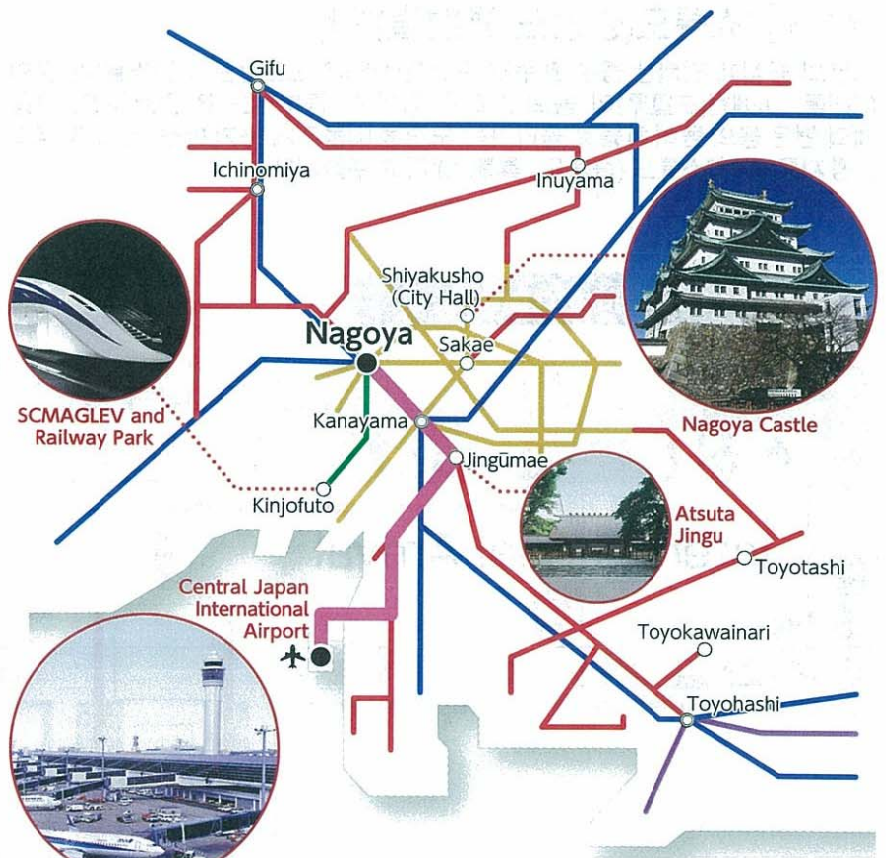 Gifu
Ichinomiya
Inuyama
Shiyakusho
(City Hall)
Nagoya
Sakae
SCMAGLEV and
Railway Park
Kanayama
Nagoya Castle
Jingūmae
Kinjofuto
Atsuta
Jingu
Toyotashi
Central Japan
International
Airport
Toyokawainari
Toyohashi